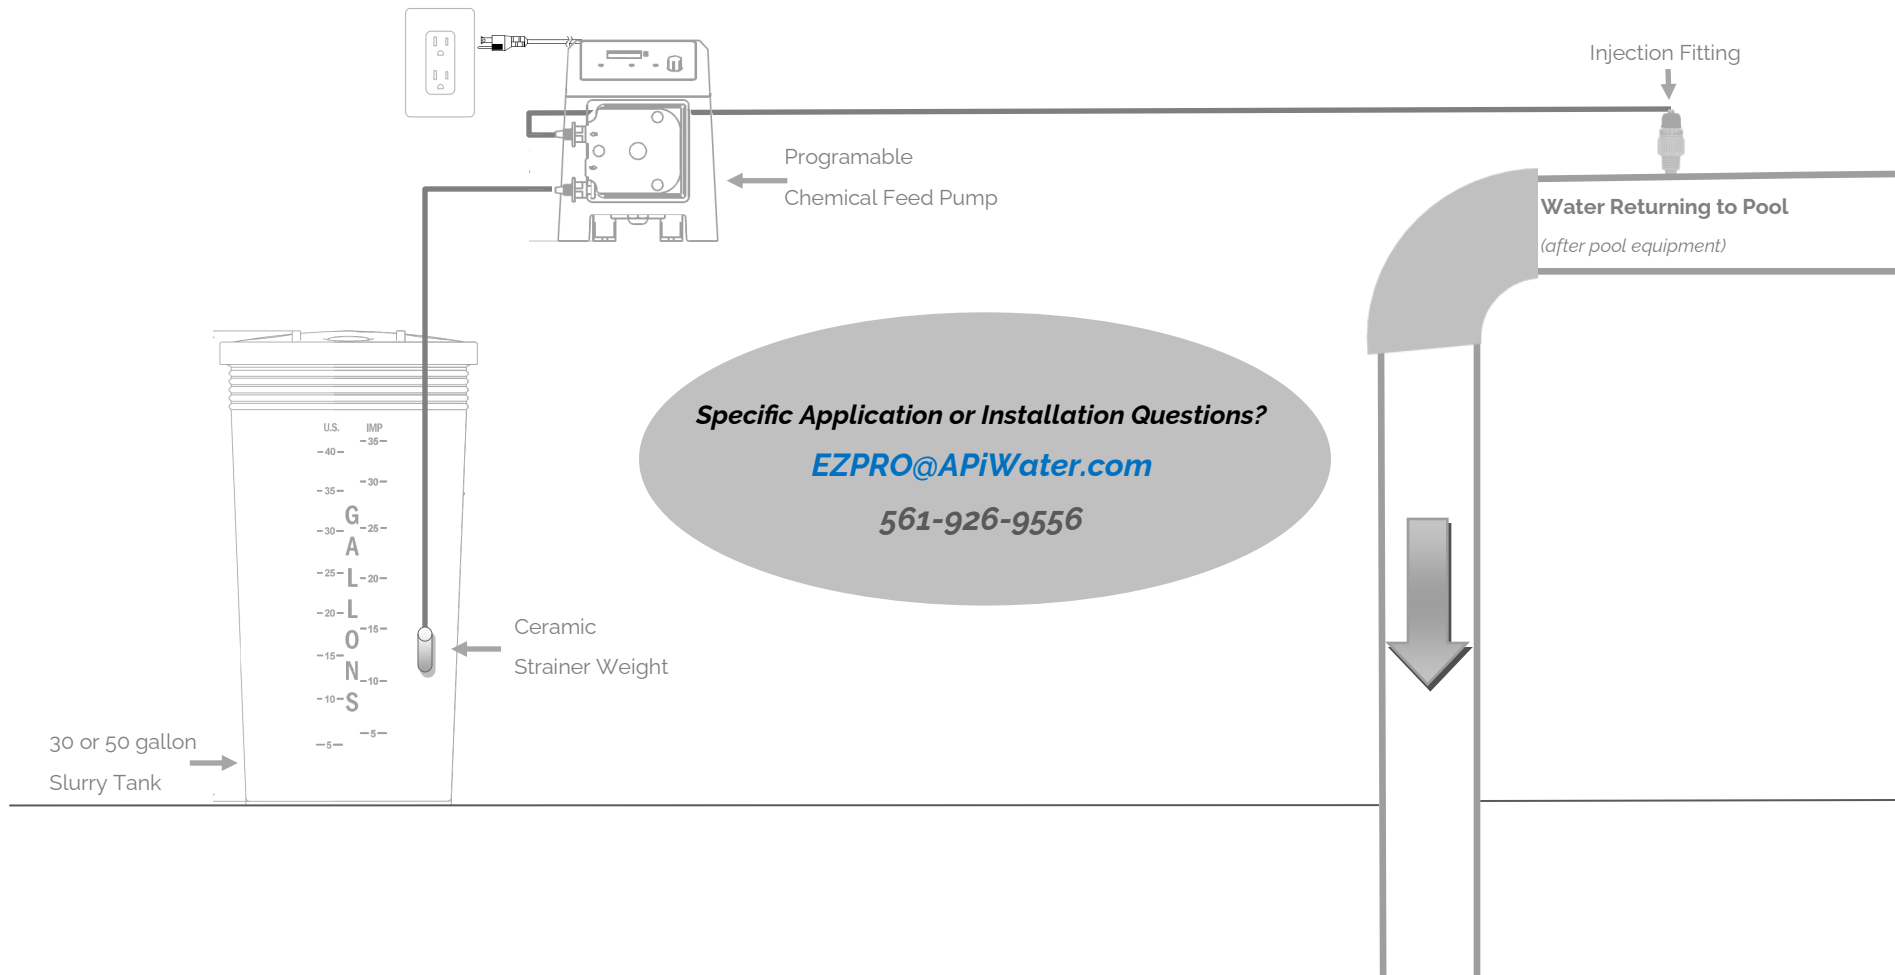 Injection Fitting
Programable
Chemical Feed Pump
Water Returning to Pool
(after pool equipment)
Specific Application or Installation Questions?
EZPRO@APiWater.com
561-926-9556
U.S. IMP
35
40
30
35
25
30
20
25
15
20
10
15
5
10
5
GALLONS
Ceramic
Strainer Weight
30 or 50 gallon
Slurry Tank